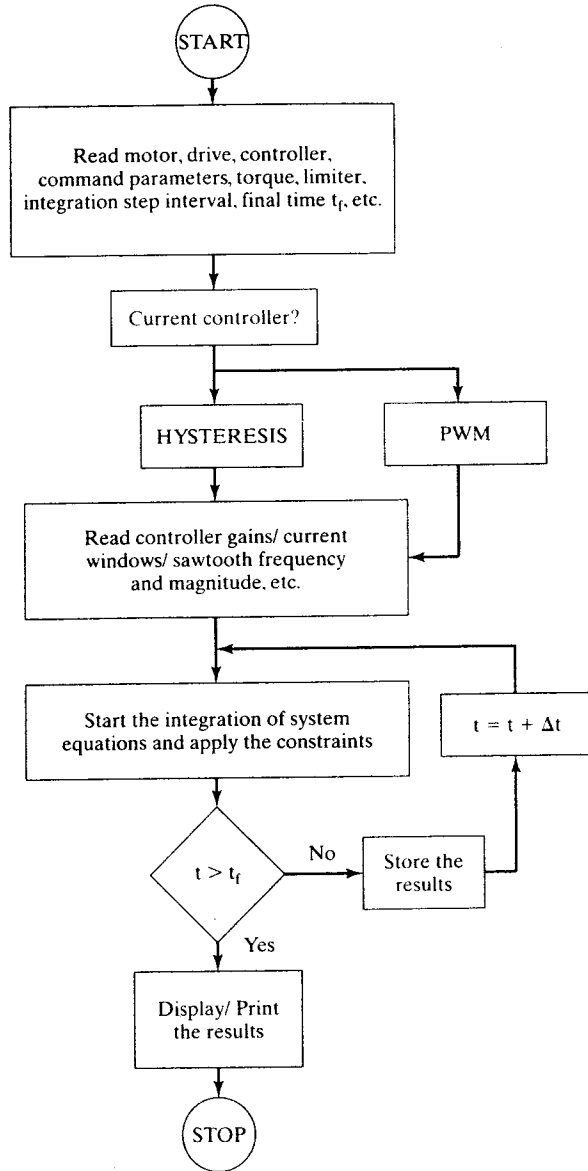 START
Read motor, drive, controller,
command parameters, torque, limiter,
integration step interval, final time t_f, etc.
Current controller?
HYSTERESIS
PWM
Read controller gains/ current
windows/ sawtooth frequency
and magnitude, etc.
Start the integration of system
equations and apply the constraints
t = t + Δt
t > t_f
No
Store the
results
Yes
Display/ Print
the results
STOP